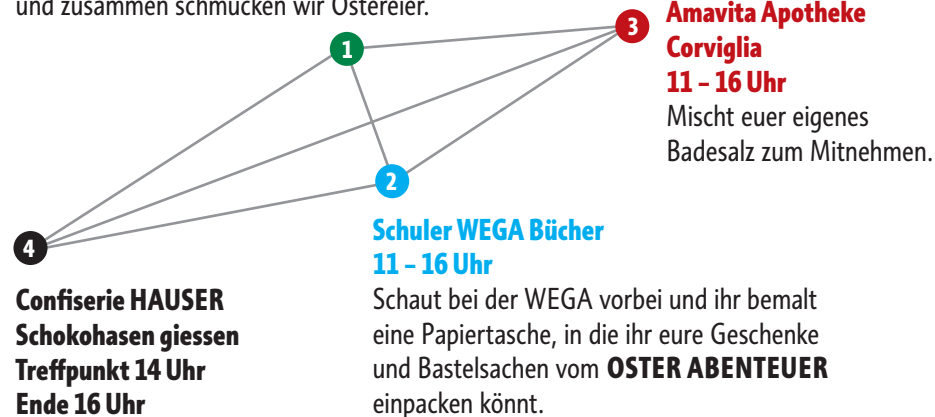 und zusammen schmücken wir Ostereier.
1
3
Amavita Apotheke
Corviglia
11 – 16 Uhr
Mischt euer eigenes
Badesalz zum Mitnehmen.
2
Schuler WEGA Bücher
11 – 16 Uhr
Schaut bei der WEGA vorbei und ihr bemalt
eine Papiertasche, in die ihr eure Geschenke
und Bastelsachen vom OSTER ABENTEUER
einpacken könnt.
4
Confiserie HAUSER
Schokohasen giessen
Treffpunkt 14 Uhr
Ende 16 Uhr